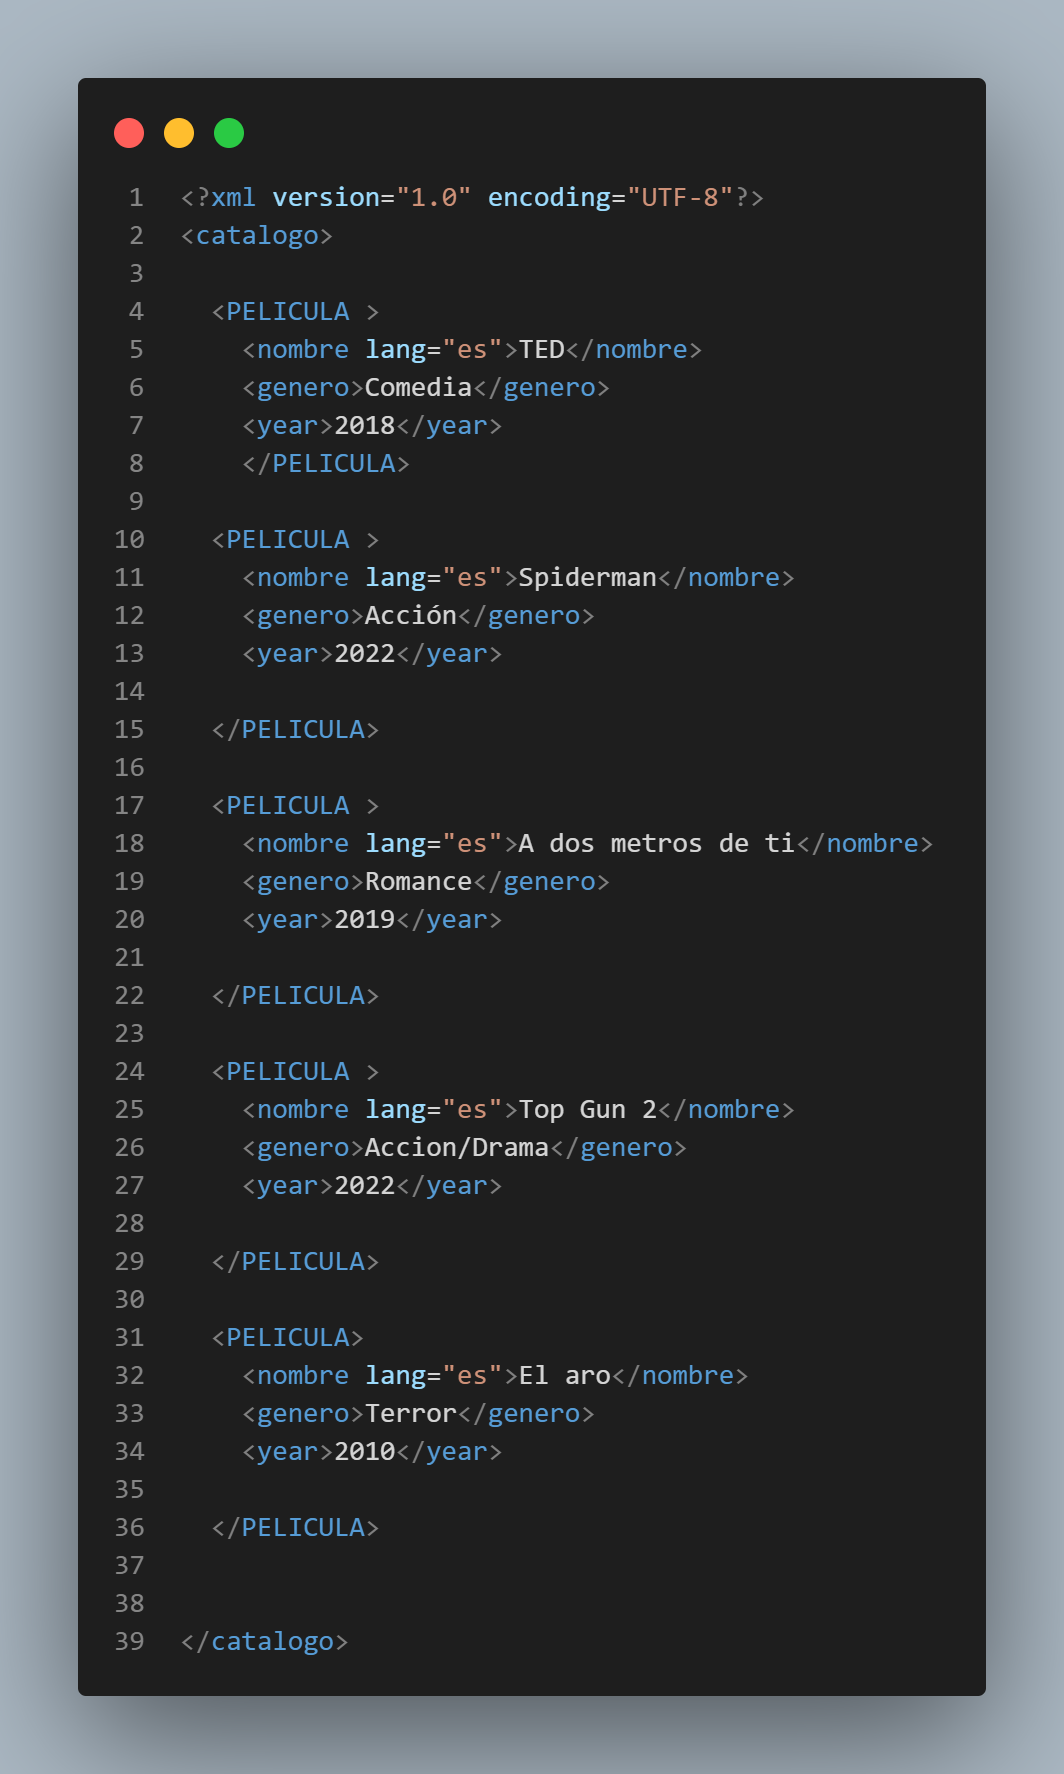 1 <?xml version="1.0" encoding="UTF-8"?>
2 <catalogo>
3
4   <PELICULA >
5     <nombre lang="es">TED</nombre>
6     <genero>Comedia</genero>
7     <year>2018</year>
8     </PELICULA>
9
10   <PELICULA >
11     <nombre lang="es">Spiderman</nombre>
12     <genero>Acción</genero>
13     <year>2022</year>
14
15   </PELICULA>
16
17   <PELICULA >
18     <nombre lang="es">A dos metros de ti</nombre>
19     <genero>Romance</genero>
20     <year>2019</year>
21
22   </PELICULA>
23
24   <PELICULA >
25     <nombre lang="es">Top Gun 2</nombre>
26     <genero>Accion/Drama</genero>
27     <year>2022</year>
28
29   </PELICULA>
30
31   <PELICULA>
32     <nombre lang="es">El aro</nombre>
33     <genero>Terror</genero>
34     <year>2010</year>
35
36   </PELICULA>
37
38
39 </catalogo>